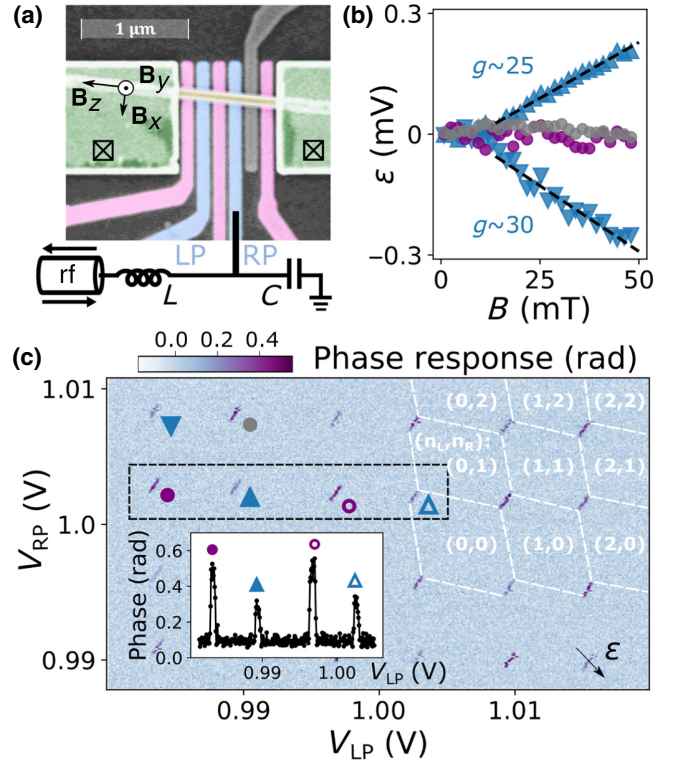 (a)
1 μm
B_y
B_z
B_x
LP RP
rf
L
C
(b)
0.3
0
−0.3
ε (mV)
g~25
g~30
0 25 50
B (mT)
(c)
0.0 0.2 0.4
Phase response (rad)
1.01
1.00
0.99
V_RP (V)
(0,2) (1,2) (2,2)
(n_L,n_R):
(0,1) (1,1) (2,1)
(0,0) (1,0) (2,0)
0.6
0.4
0.2
0.0
Phase (rad)
0.99 1.00
V_LP (V)
ε
0.99 1.00 1.01
V_LP (V)